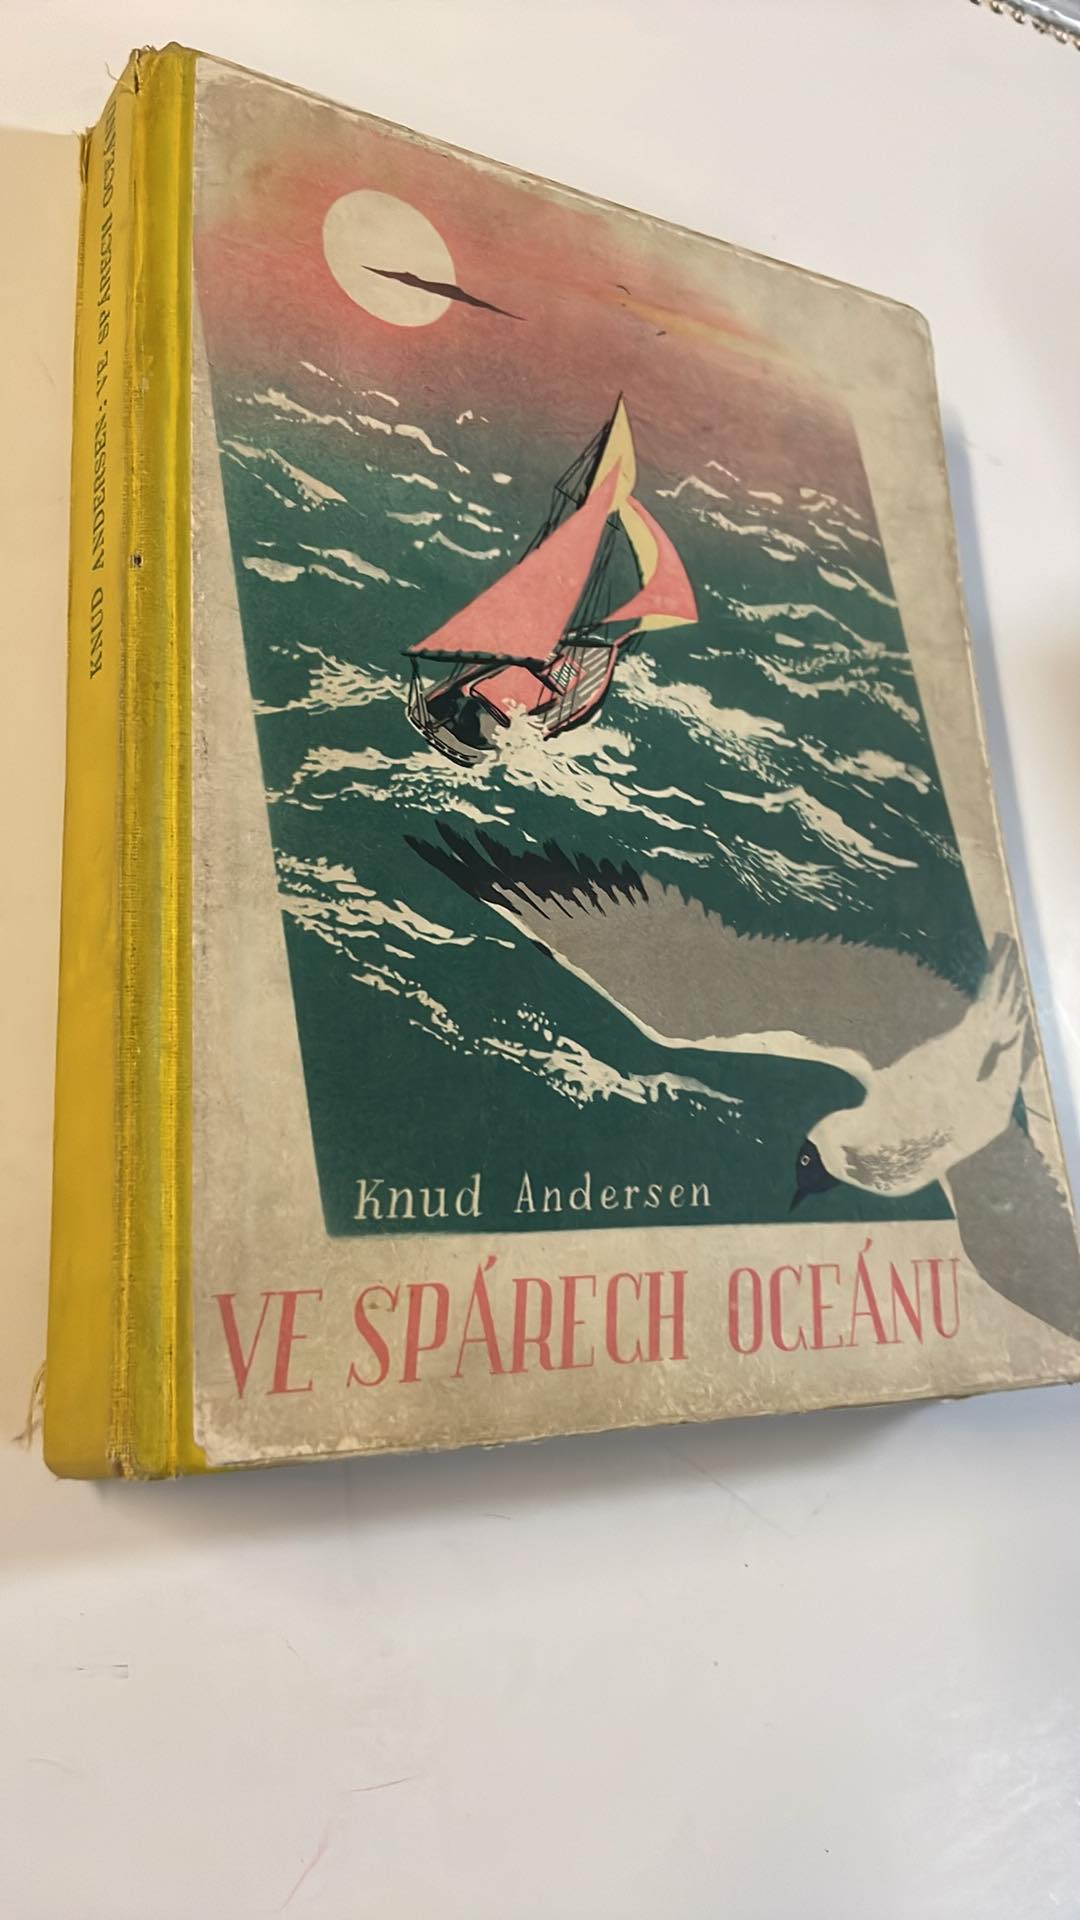 KNUD ANDERSEN: VE SPÁRECH OCEÁNU
Knud Andersen
VE SPÁRECH OCEÁNU